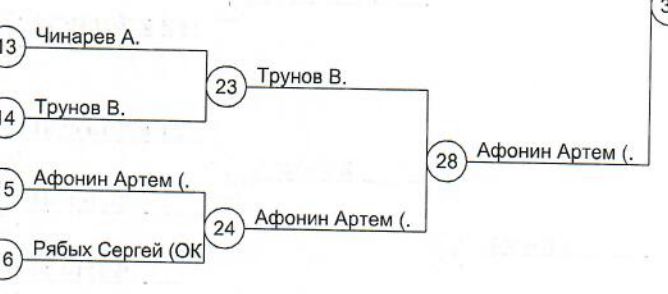 13 Чинарев А.
23 Трунов В.
14 Трунов В.
28 Афонин Артем (.
5 Афонин Артем (.
24 Афонин Артем (.
6 Рябых Сергей (ОК